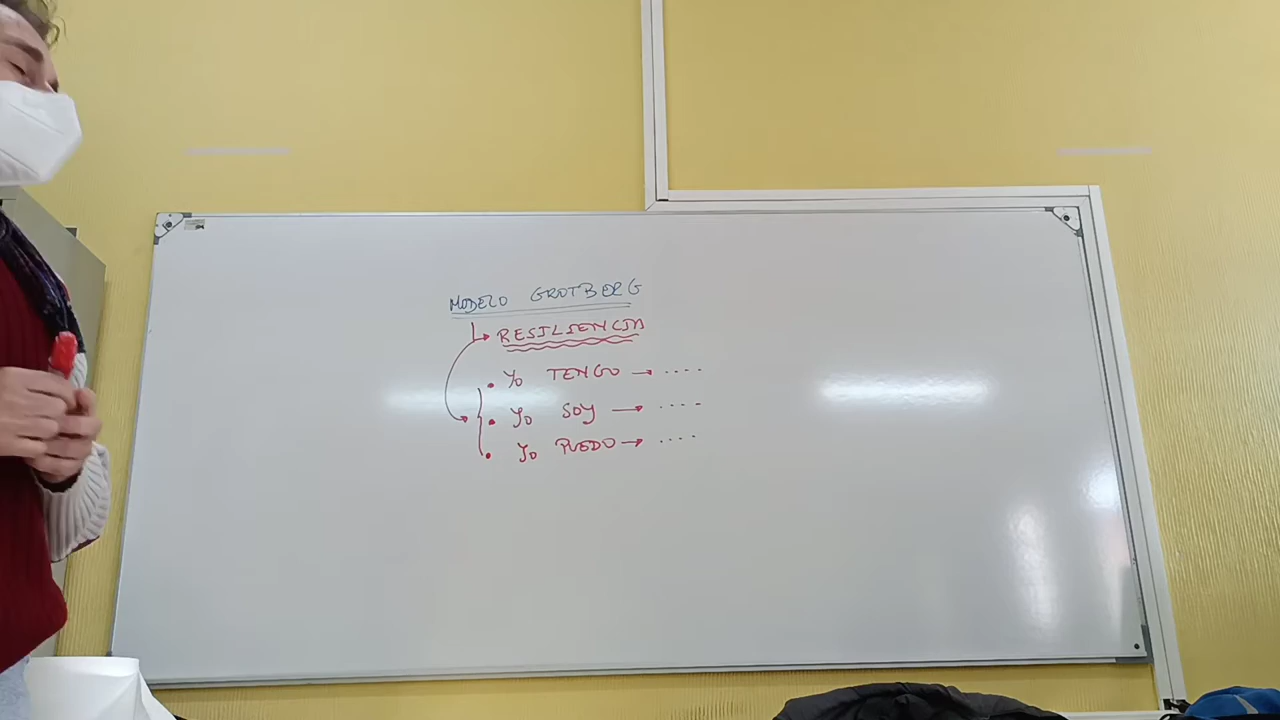 MODELO GROTBERG
RESILIENCIA
• Yo TENGO → ....
• Yo SOY → ....
• Yo PUEDO → ....